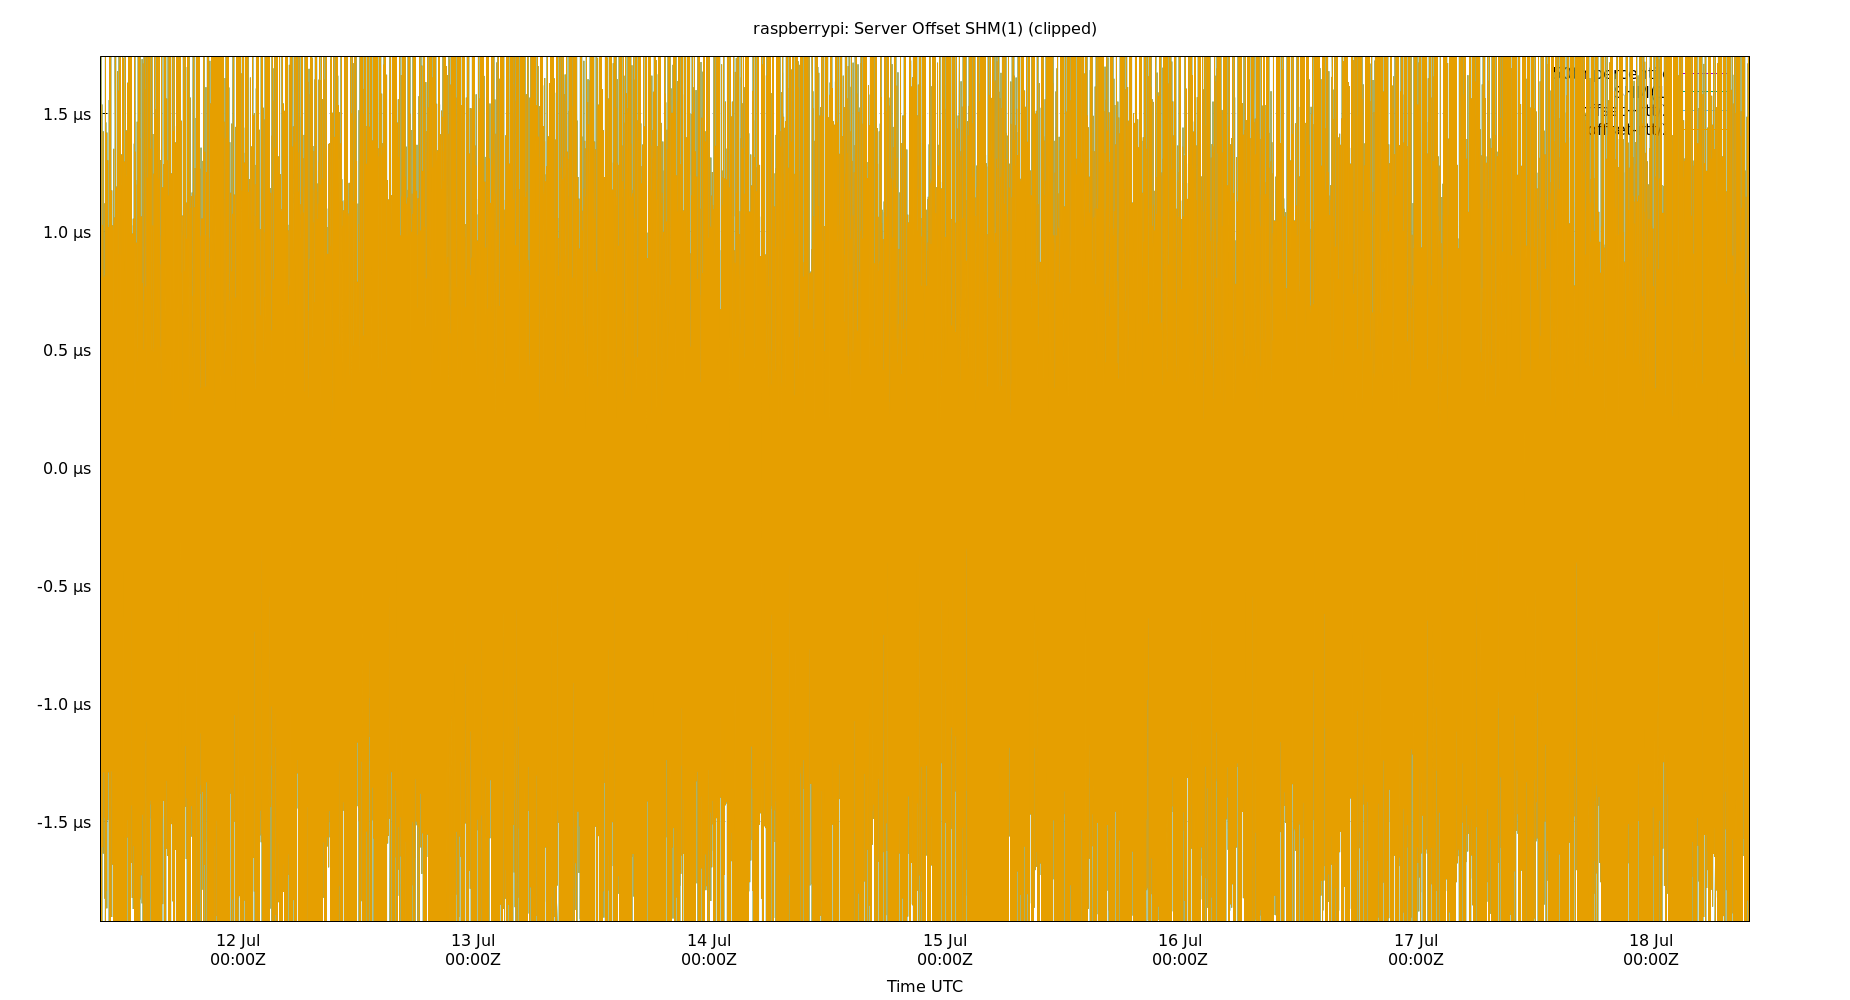 raspberrypi: Server Offset SHM(1) (clipped)
1.5 µs
1.0 µs
0.5 µs
0.0 µs
-0.5 µs
-1.0 µs
-1.5 µs
12 Jul 13 Jul 14 Jul 15 Jul 16 Jul 17 Jul 18 Jul
00:00Z 00:00Z 00:00Z 00:00Z 00:00Z 00:00Z 00:00Z
Time UTC